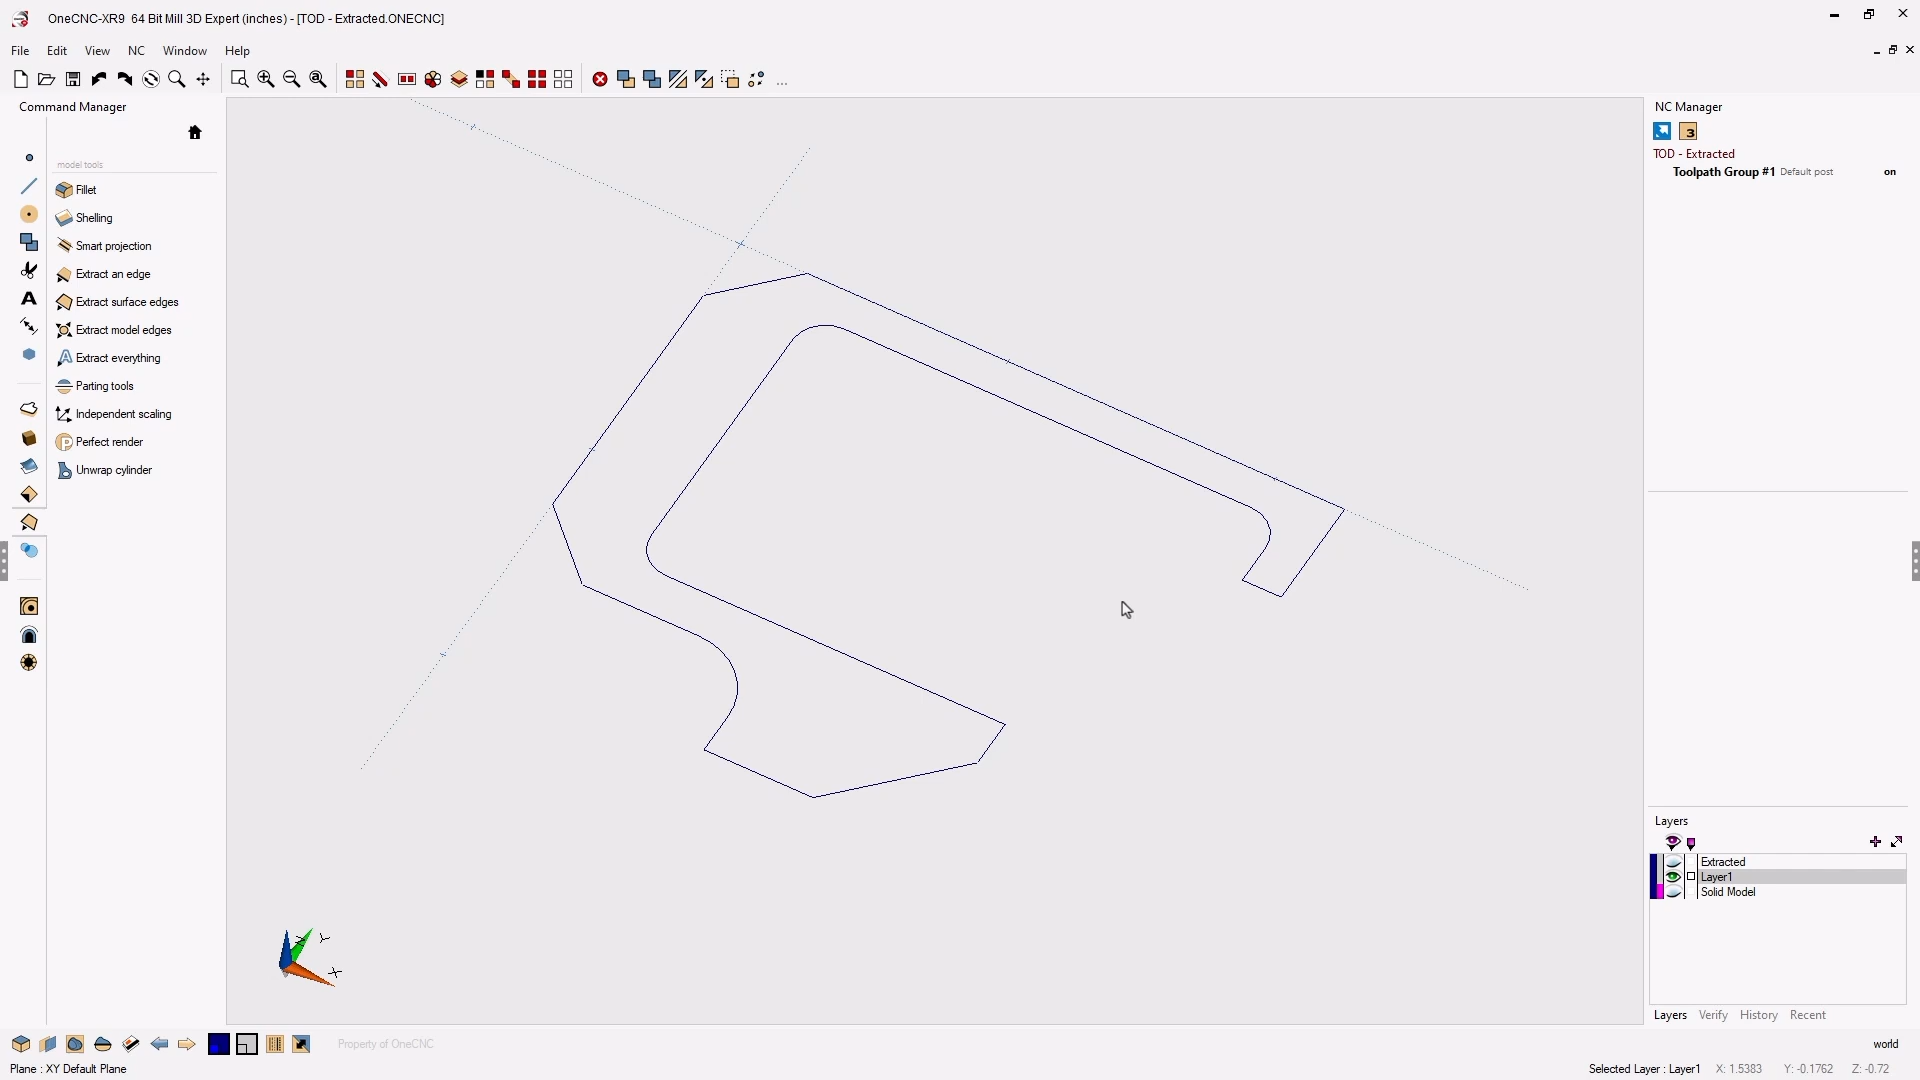 OneCNC-XR9  64 Bit Mill 3D Expert (inches) - [TOD - Extracted.ONECNC]
File Edit View NC Window Help
Command Manager
model tools
Fillet
Shelling
Smart projection
Extract an edge
Extract surface edges
Extract model edges
Extract everything
Parting tools
Independent scaling
Perfect render
Unwrap cylinder
NC Manager
TOD - Extracted
Toolpath Group #1 Default post on
Layers
Extracted
Layer1
Solid Model
Layers Verify History Recent
Z Y
X
Property of OneCNC
world
Plane : XY Default Plane
Selected Layer : Layer1 X: 1.5383 Y: -0.1762 Z: -0.72